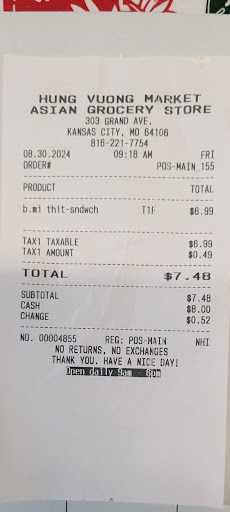 HUNG VUONG MARKET
ASIAN GROCERY STORE
303 GRAND AVE.
KANSAS CITY, MO 64106
816-221-7754
08.30.2024 09:18 AM FRI
ORDER# POS-MAIN 155
PRODUCT TOTAL
b.mi thit-sndwch T1F $6.99
TAX1 TAXABLE $6.99
TAX1 AMOUNT $0.49
TOTAL $7.48
SUBTOTAL $7.48
CASH $8.00
CHANGE $0.52
NO. 00004855 REG: POS-MAIN NHI
NO RETURNS, NO EXCHANGES
THANK YOU. HAVE A NICE DAY!
Open daily 9am - 6pm